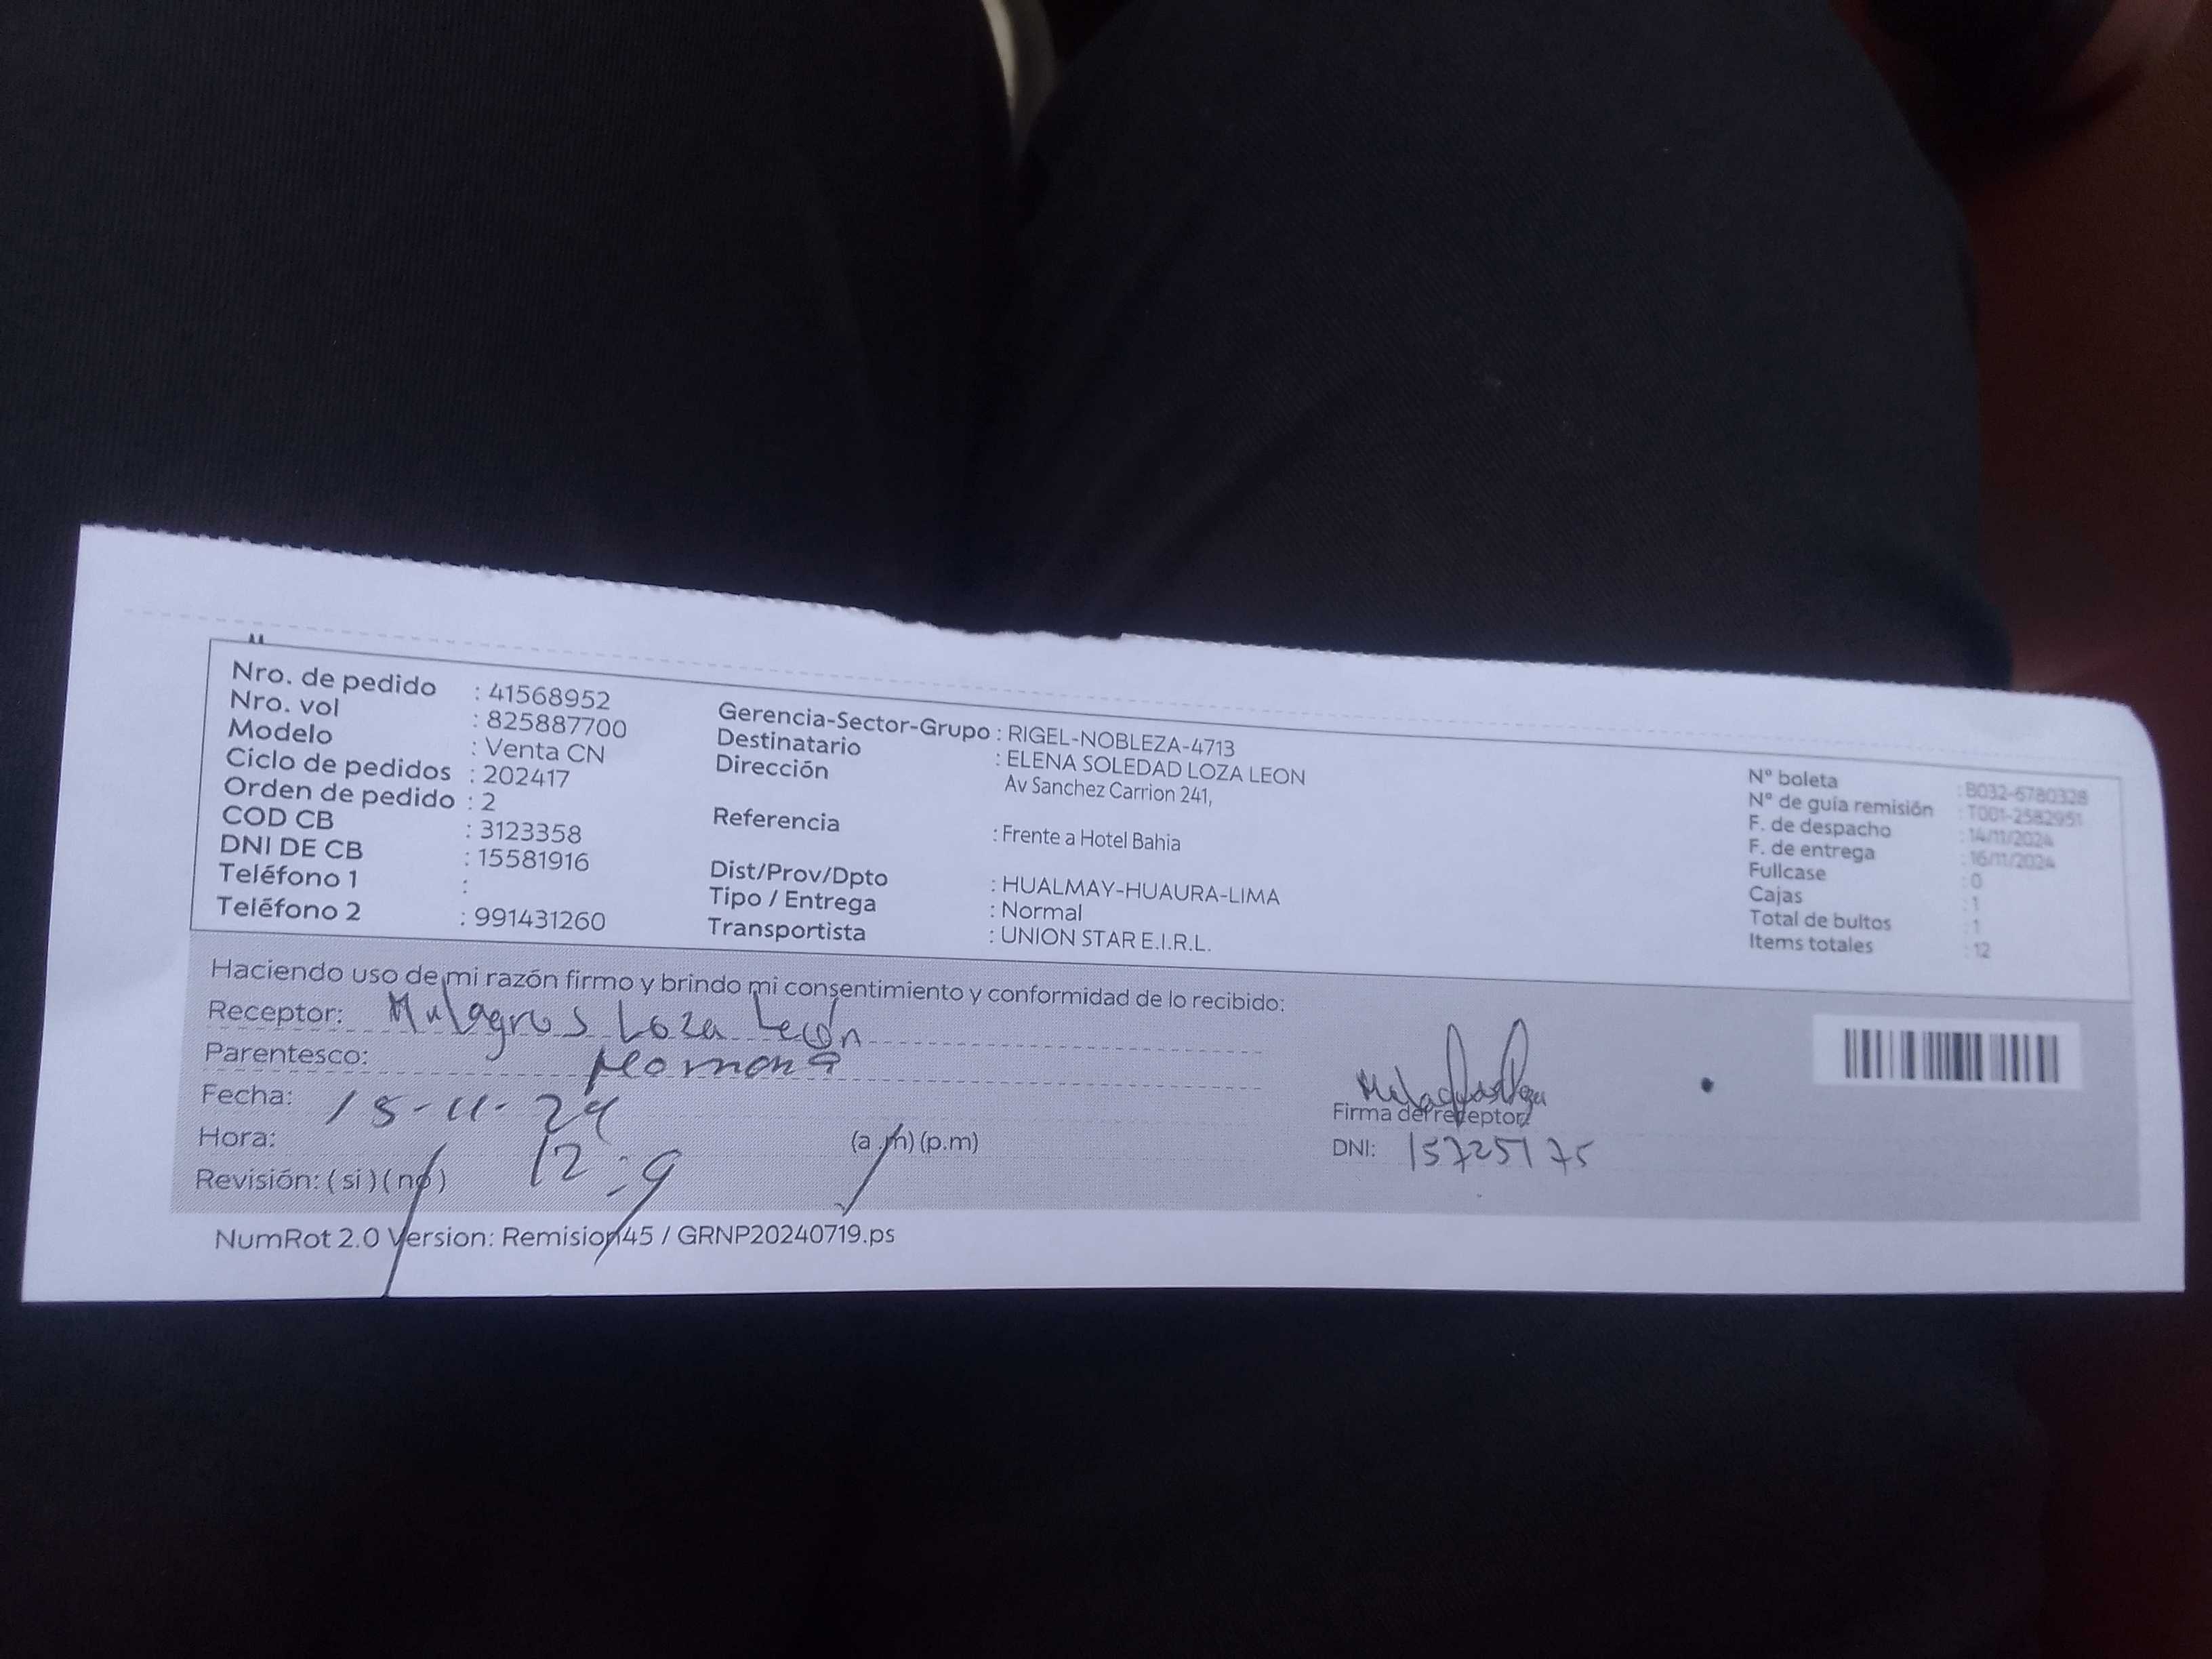 Nro. de pedido : 41568952
Nro. vol : 825887700
Modelo : Venta CN
Ciclo de pedidos : 202417
Orden de pedido : 2
COD CB : 3123358
DNI DE CB : 15581916
Teléfono 1 :
Teléfono 2 : 991431260
Gerencia-Sector-Grupo : RIGEL-NOBLEZA-4713
Destinatario : ELENA SOLEDAD LOZA LEON
Dirección Av Sanchez Carrion 241,
Referencia : Frente a Hotel Bahia
Dist/Prov/Dpto : HUALMAY-HUAURA-LIMA
Tipo / Entrega : Normal
Transportista : UNION STAR E.I.R.L.
N° boleta : B032-6780328
N° de guía remisión : T001-2582951
F. de despacho : 14/11/2024
F. de entrega : 16/11/2024
Fullcase : 0
Cajas : 1
Total de bultos : 1
Items totales : 12
Haciendo uso de mi razón firmo y brindo mi consentimiento y conformidad de lo recibido:
Receptor: Milagros Loza León
Parentesco:
Fecha: 15-11-24
Hora: 12:9 (a.m) (p.m)
Revisión: (si) (no)
Firma del receptor
DNI: 15725175
NumRot 2.0 Version: Remision45 / GRNP20240719.ps